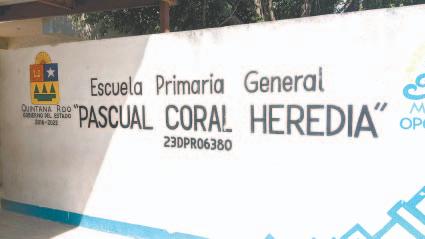 Escuela Primaria General
"PASCUAL CORAL HEREDIA"
23DPR06380
QUINTANA ROO
GOBIERNO DEL ESTADO
2016-2022